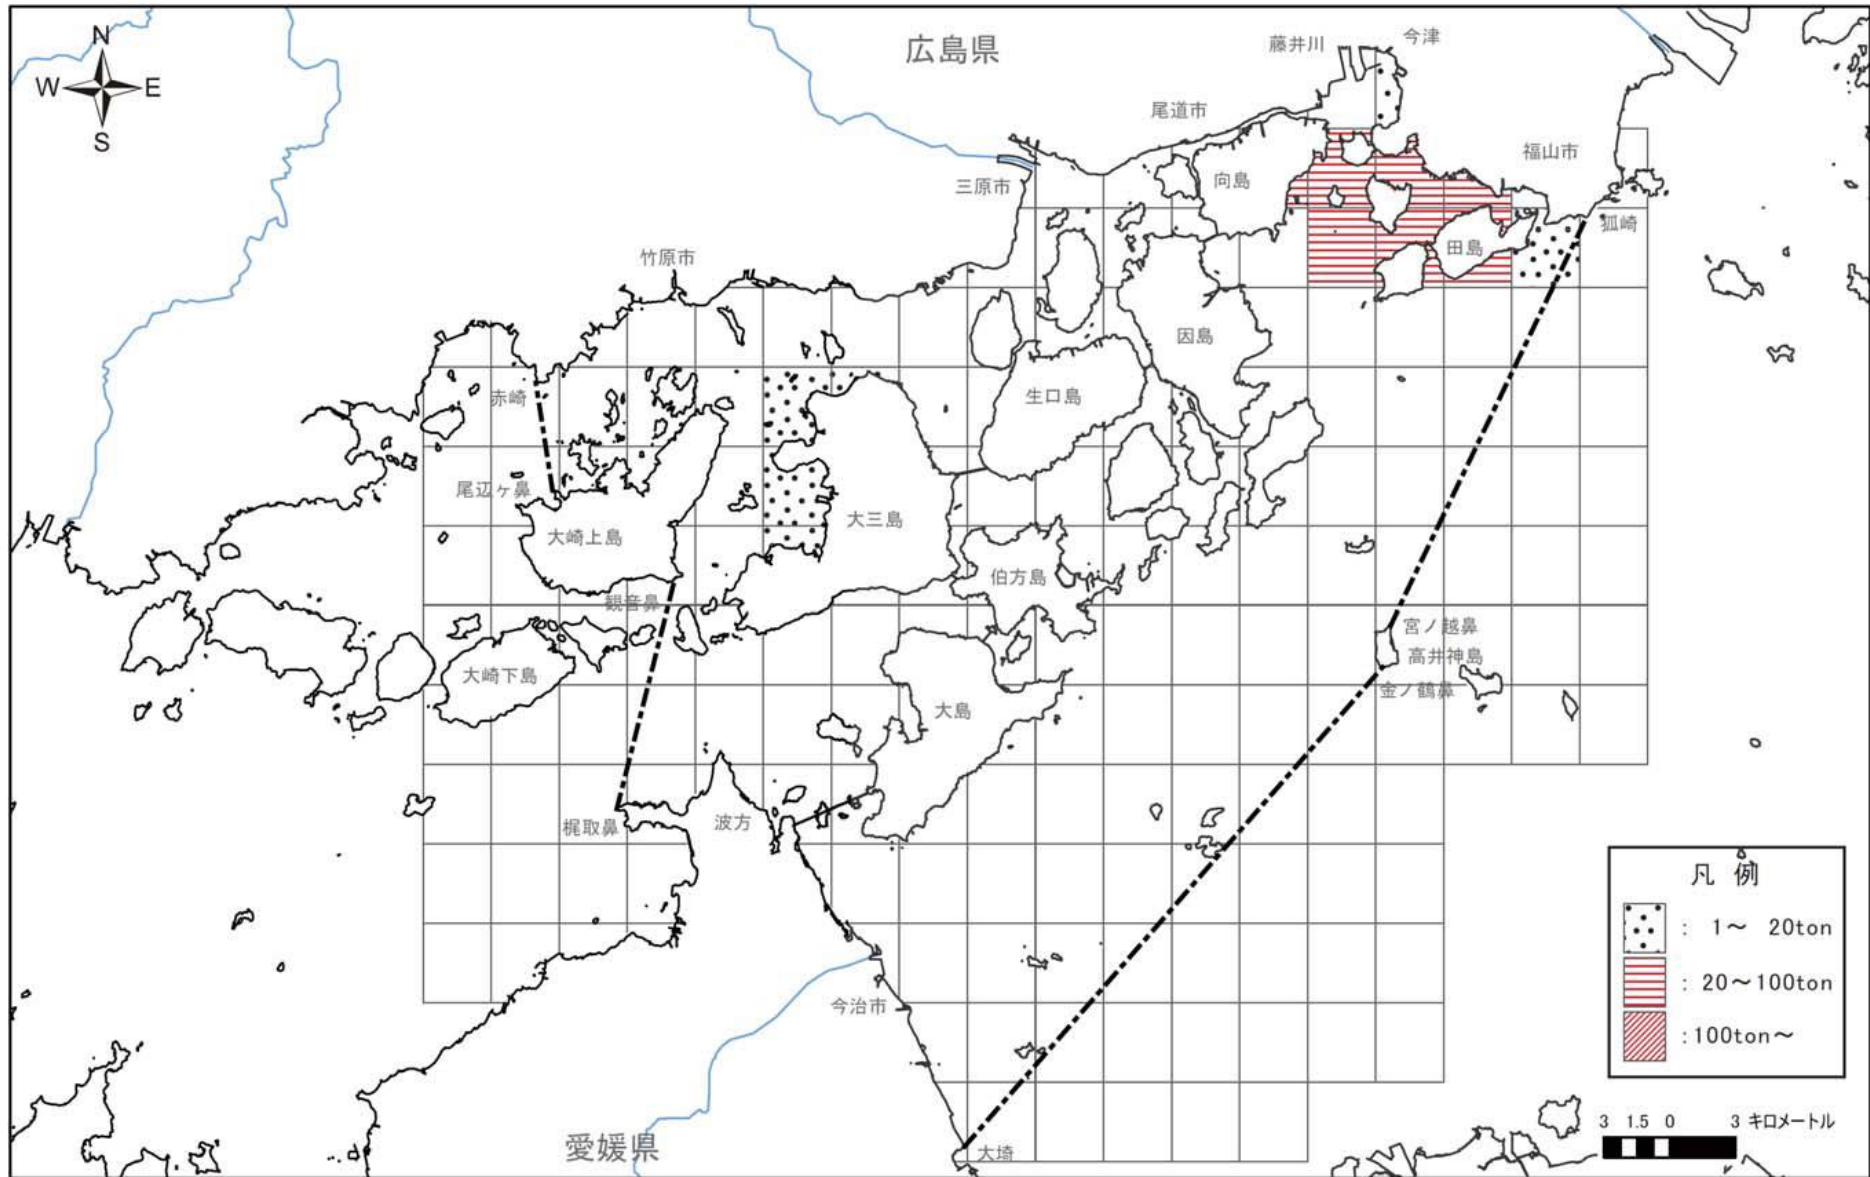 N
W E
S
広島県
藤井川
今津
尾道市
福山市
三原市
向島
狐崎
田島
竹原市
因島
赤崎
生口島
尾辺ヶ鼻
大崎上島
大三島
伯方島
観音鼻
宮ノ越鼻
高井神島
大崎下島
金ノ鶴鼻
大島
梶取鼻
波方
今治市
愛媛県
大埼
凡 例
: 1～ 20ton
: 20～100ton
:100ton～
3 1.5 0 3 キロメートル